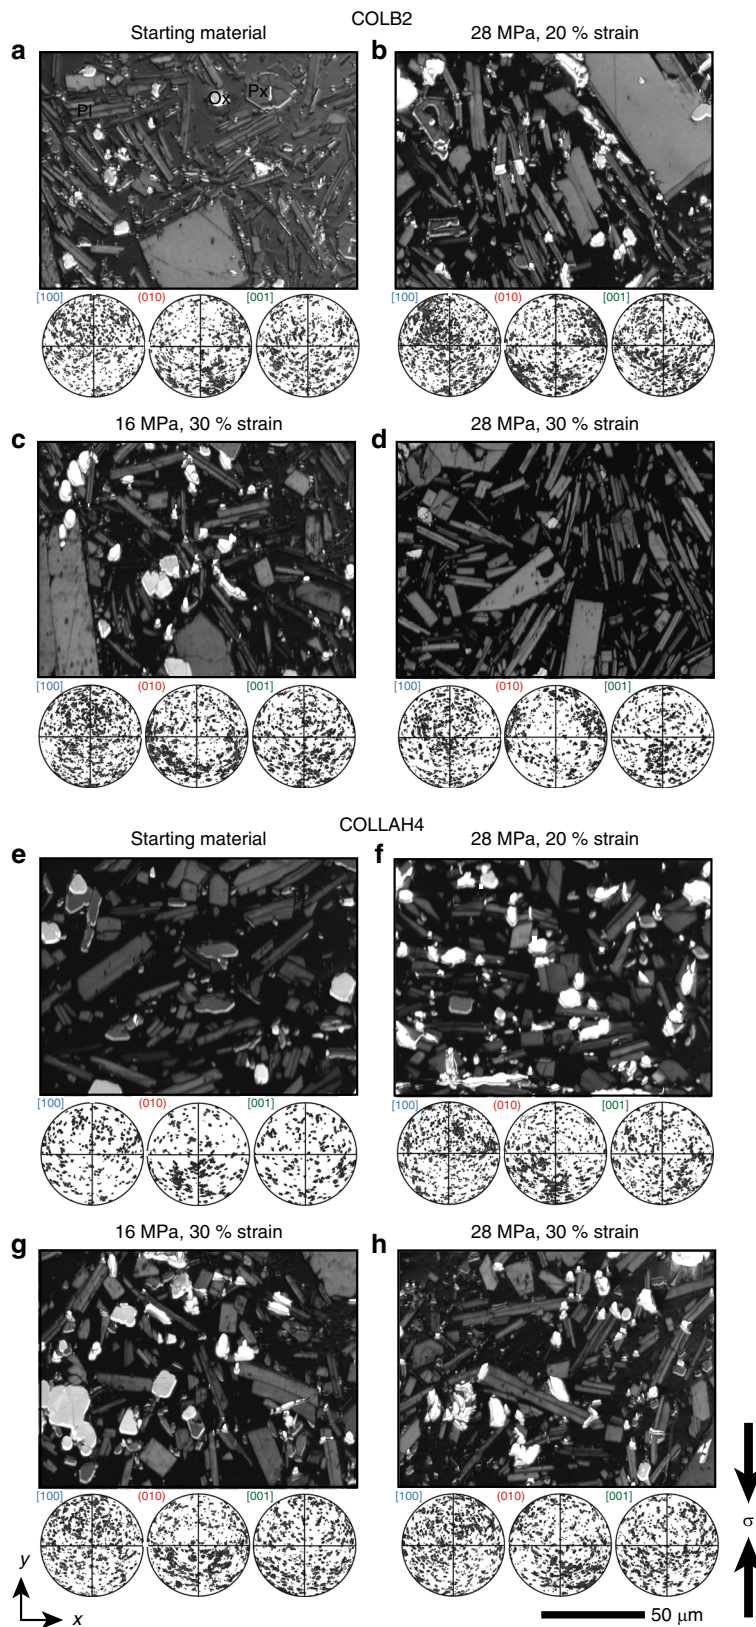 COLB2
Starting material
28 MPa, 20 % strain
a
b
Pl
Ox
Px
[100] (010) [001]
[100] (010) [001]
16 MPa, 30 % strain
28 MPa, 30 % strain
c
d
[100] (010) [001]
[100] (010) [001]
COLLAH4
Starting material
28 MPa, 20 % strain
e
f
[100] (010) [001]
[100] (010) [001]
16 MPa, 30 % strain
28 MPa, 30 % strain
g
h
[100] (010) [001]
[100] (010) [001]
σ
y
x
50 μm